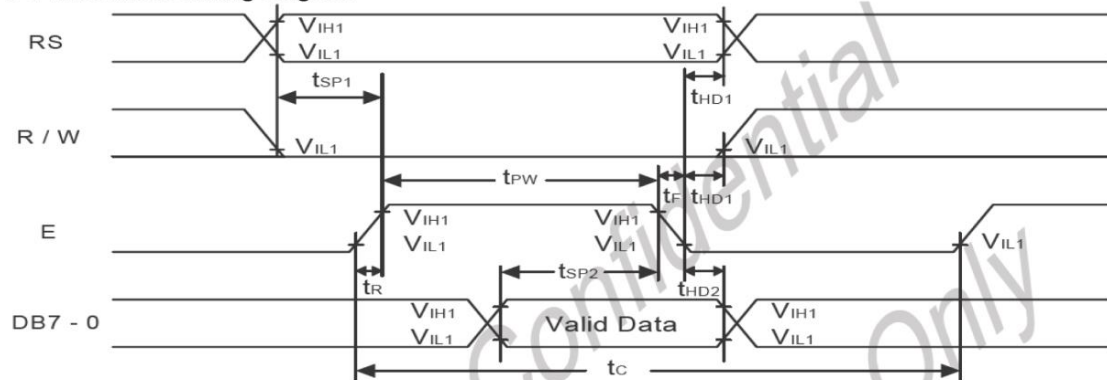 RS VIH1 VIH1
VIL1 VIL1
tSP1 tHD1
R / W VIL1 VIL1
tPW tF tHD1
E VIH1 VIH1
VIL1 VIL1 VIL1
tR tSP2 tHD2
DB7 - 0 VIH1 Valid Data VIH1
VIL1 VIL1
tC
Confidential
Only